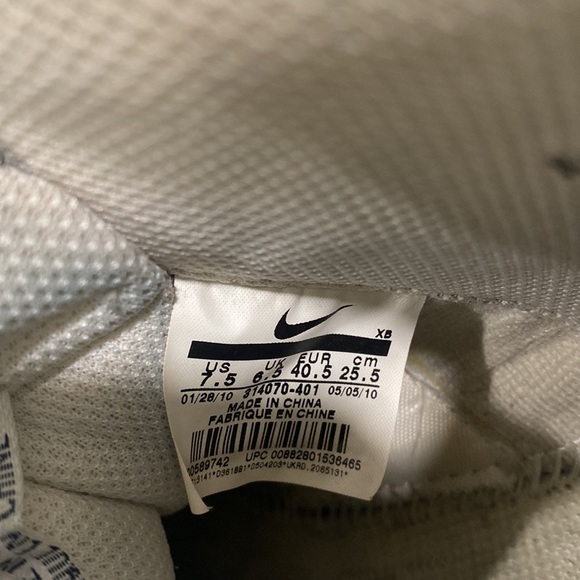 XB
US UK EUR cm
7.5 6.5 40.5 25.5
01/28/10 314070-401 05/05/10
MADE IN CHINA
FABRIQUE EN CHINE
UPC 00882801536465